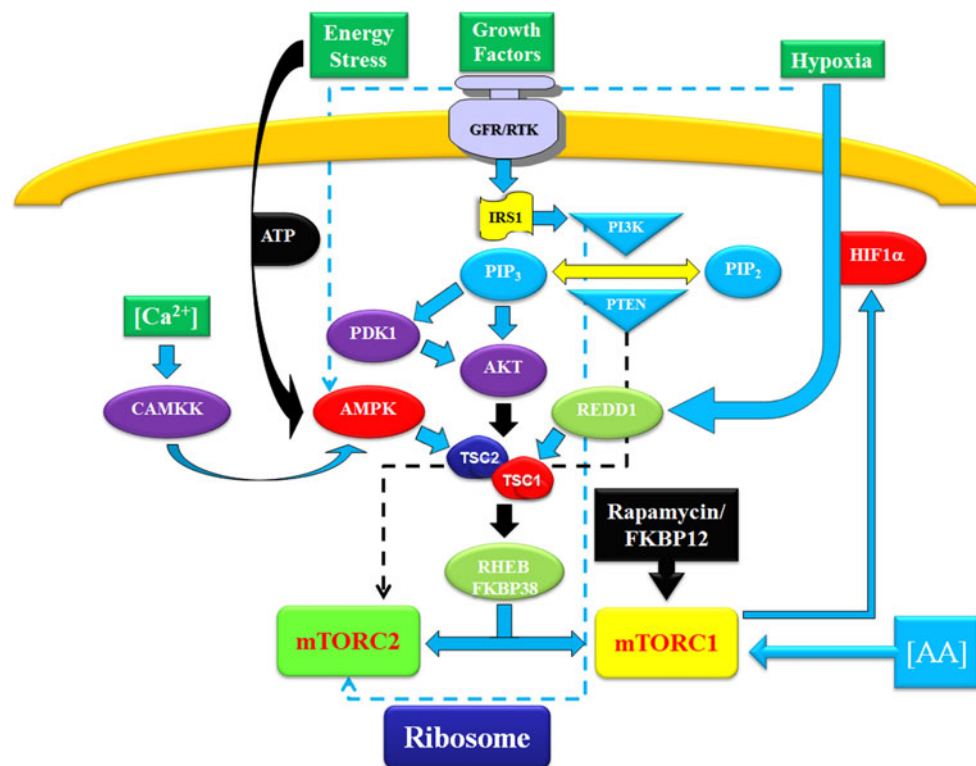 Energy
Stress
Growth
Factors
Hypoxia
GFR/RTK
IRS1
PI3K
ATP
HIF1α
PIP₃
PIP₂
[Ca²⁺]
PTEN
PDK1
AKT
CAMKK
AMPK
REDD1
TSC2
TSC1
Rapamycin/
FKBP12
RHEB
FKBP38
mTORC2
mTORC1
[AA]
Ribosome